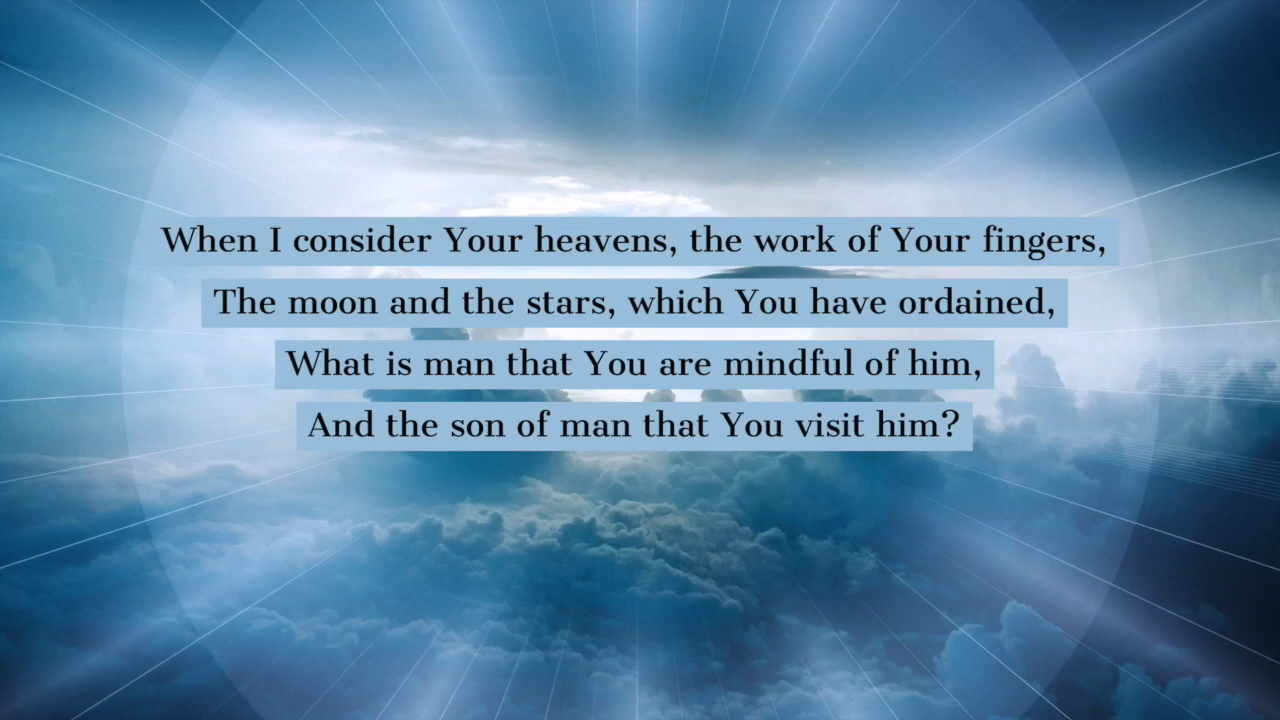 When I consider Your heavens, the work of Your fingers,
The moon and the stars, which You have ordained,
What is man that You are mindful of him,
And the son of man that You visit him?